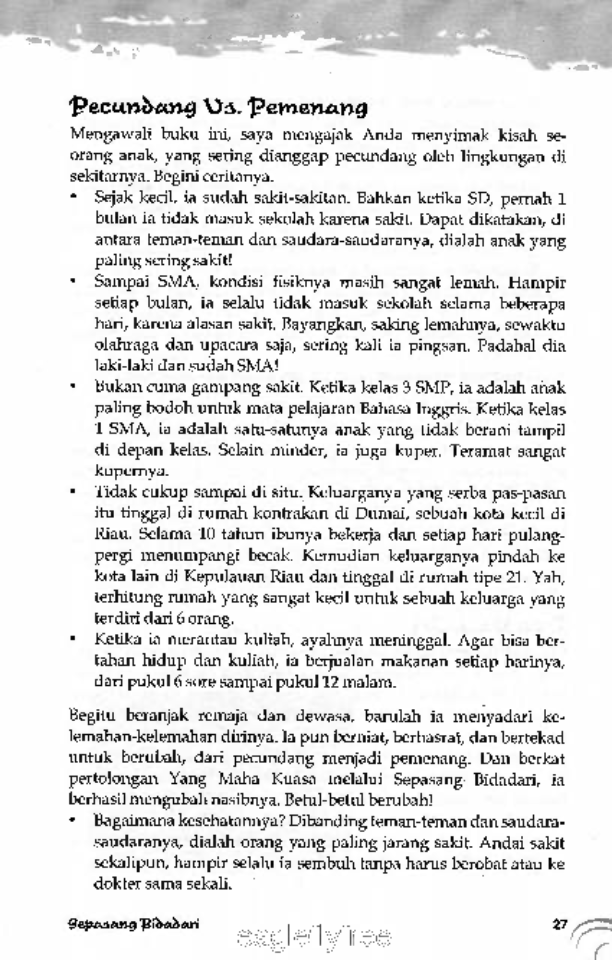 Pecundang Vs. Pemenang
Mengawali buku ini, saya mengajak Anda menyimak kisah se-
orang anak, yang sering dianggap pecundang oleh lingkungan di
sekitarnya. Begini ceritanya.
• Sejak kecil, ia sudah sakit-sakitan. Bahkan ketika SD, pernah 1
bulan ia tidak masuk sekolah karena sakit. Dapat dikatakan, di
antara teman-teman dan saudara-saudaranya, dialah anak yang
paling sering sakit!
• Sampai SMA, kondisi fisiknya masih sangat lemah. Hampir
setiap bulan, ia selalu tidak masuk sekolah selama beberapa
hari, karena alasan sakit. Bayangkan, saking lemahnya, sewaktu
olahraga dan upacara saja, sering kali ia pingsan. Padahal dia
laki-laki dan sudah SMA!
• Bukan cuma gampang sakit. Ketika kelas 3 SMP, ia adalah anak
paling bodoh untuk mata pelajaran Bahasa Inggris. Ketika kelas
1 SMA, ia adalah satu-satunya anak yang tidak berani tampil
di depan kelas. Selain minder, ia juga kuper. Teramat sangat
kupernya.
• Tidak cukup sampai di situ. Keluarganya yang serba pas-pasan
itu tinggal di rumah kontrakan di Dumai, sebuah kota kecil di
Riau. Selama 10 tahun ibunya bekerja dan setiap hari pulang-
pergi menumpangi becak. Kemudian keluarganya pindah ke
kota lain di Kepulauan Riau dan tinggal di rumah tipe 21. Yah,
terhitung rumah yang sangat kecil untuk sebuah keluarga yang
terdiri dari 6 orang.
• Ketika ia merantau kuliah, ayahnya meninggal. Agar bisa ber-
tahan hidup dan kuliah, ia berjualan makanan setiap harinya,
dari pukul 6 sore sampai pukul 12 malam.
Begitu beranjak remaja dan dewasa, barulah ia menyadari ke-
lemahan-kelemahan dirinya. Ia pun berniat, berhasrat, dan bertekad
untuk berubah, dari pecundang menjadi pemenang. Dan berkat
pertolongan Yang Maha Kuasa melalui Sepasang Bidadari, ia
berhasil mengubah nasibnya. Betul-betul berubah!
• Bagaimana kesehatannya? Dibanding teman-teman dan saudara-
saudaranya, dialah orang yang paling jarang sakit. Andai sakit
sekalipun, hampir selalu ia sembuh tanpa harus berobat atau ke
dokter sama sekali.
Sepasang Bidadari 27
eagleflyfree